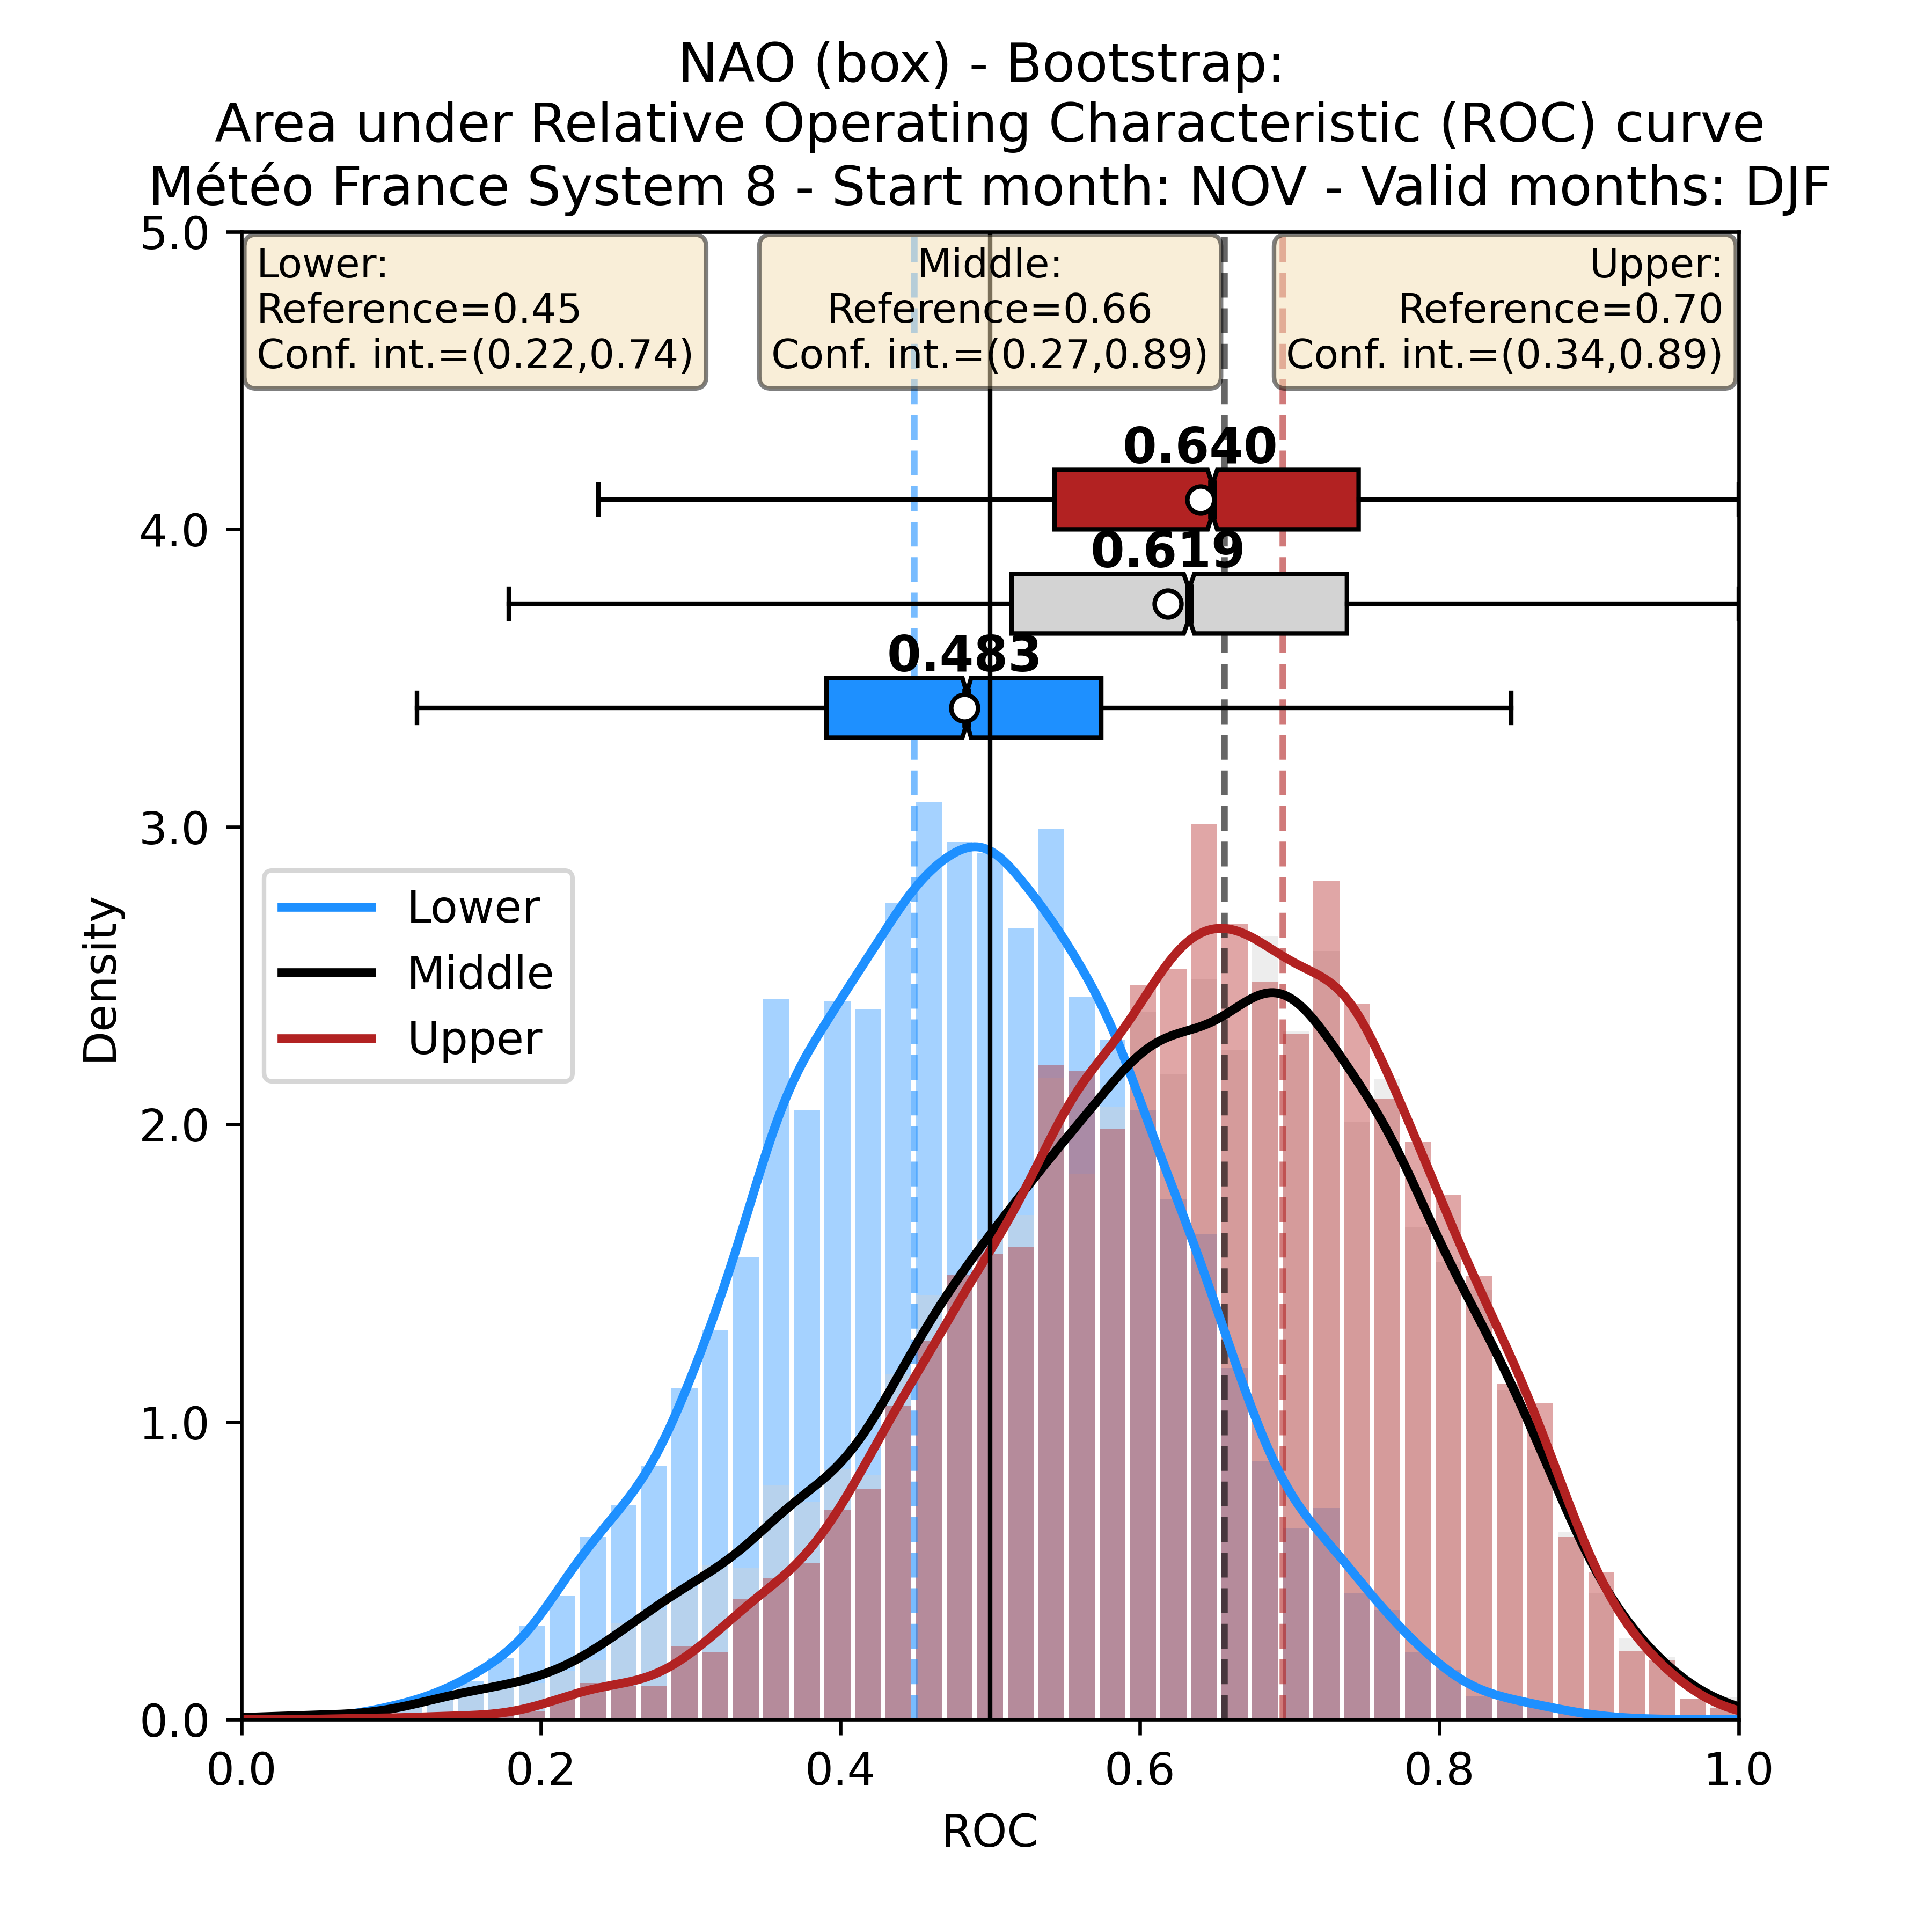 NAO (box) - Bootstrap:
Area under Relative Operating Characteristic (ROC) curve
Météo France System 8 - Start month: NOV - Valid months: DJF
Lower:
Reference=0.45
Conf. int.=(0.22,0.74)
Middle:
Reference=0.66
Conf. int.=(0.27,0.89)
Upper:
Reference=0.70
Conf. int.=(0.34,0.89)
0.640
0.619
0.483
Lower
Middle
Upper
Density
5.0
4.0
3.0
2.0
1.0
0.0
0.0 0.2 0.4 0.6 0.8 1.0
ROC